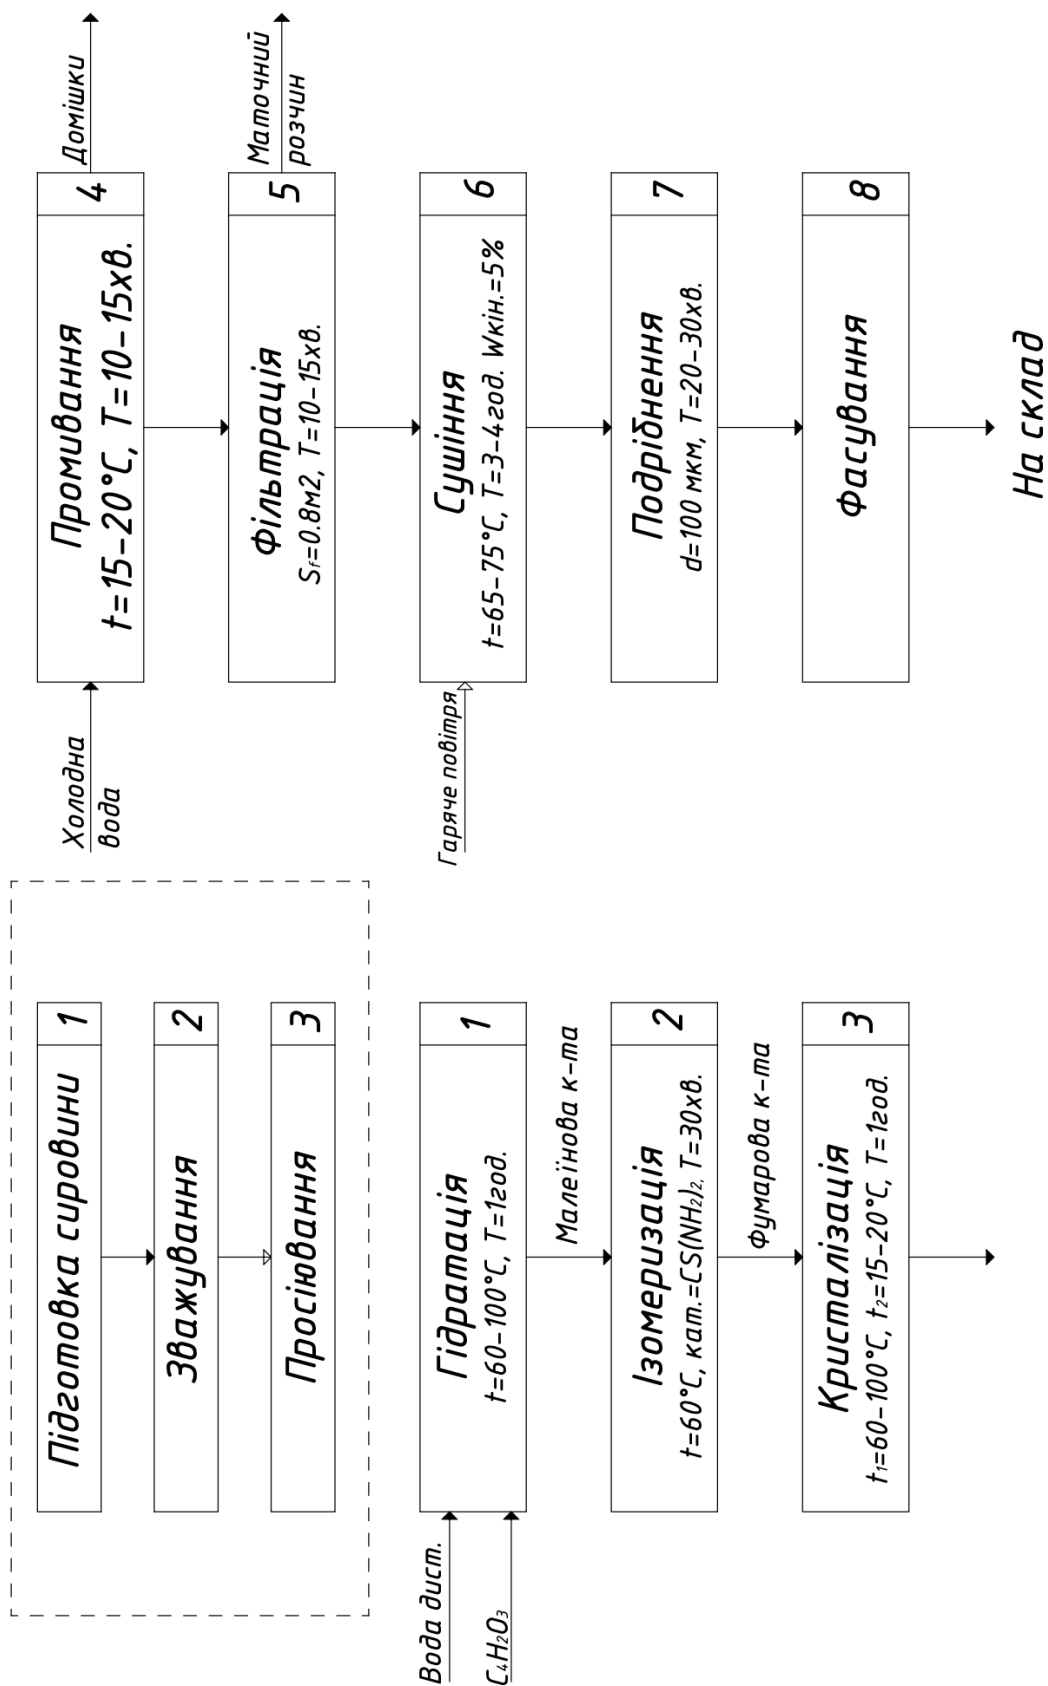 Підготовка сировини
1
Зважування
2
Просіювання
3
Вода дист.
C₄H₂O₃
Гідратація
t=60-100°C, T=1год.
1
Малеїнова к-та
Ізомеризація
t=60°C, кат.=CS(NH₂)₂, T=30хв.
2
Фумарова к-та
Кристалізація
t₁=60-100°C, t₂=15-20°C, T=1год.
3
Холодна
вода
Промивання
t=15-20°C, T=10-15хв.
4
Домішки
Фільтрація
Sf=0.8м2, T=10-15хв.
5
Маточний
розчин
Гаряче повітря
Сушіння
t=65-75°C, T=3-4год. Wкін.=5%
6
Подрібнення
d=100 мкм, T=20-30хв.
7
Фасування
8
На склад